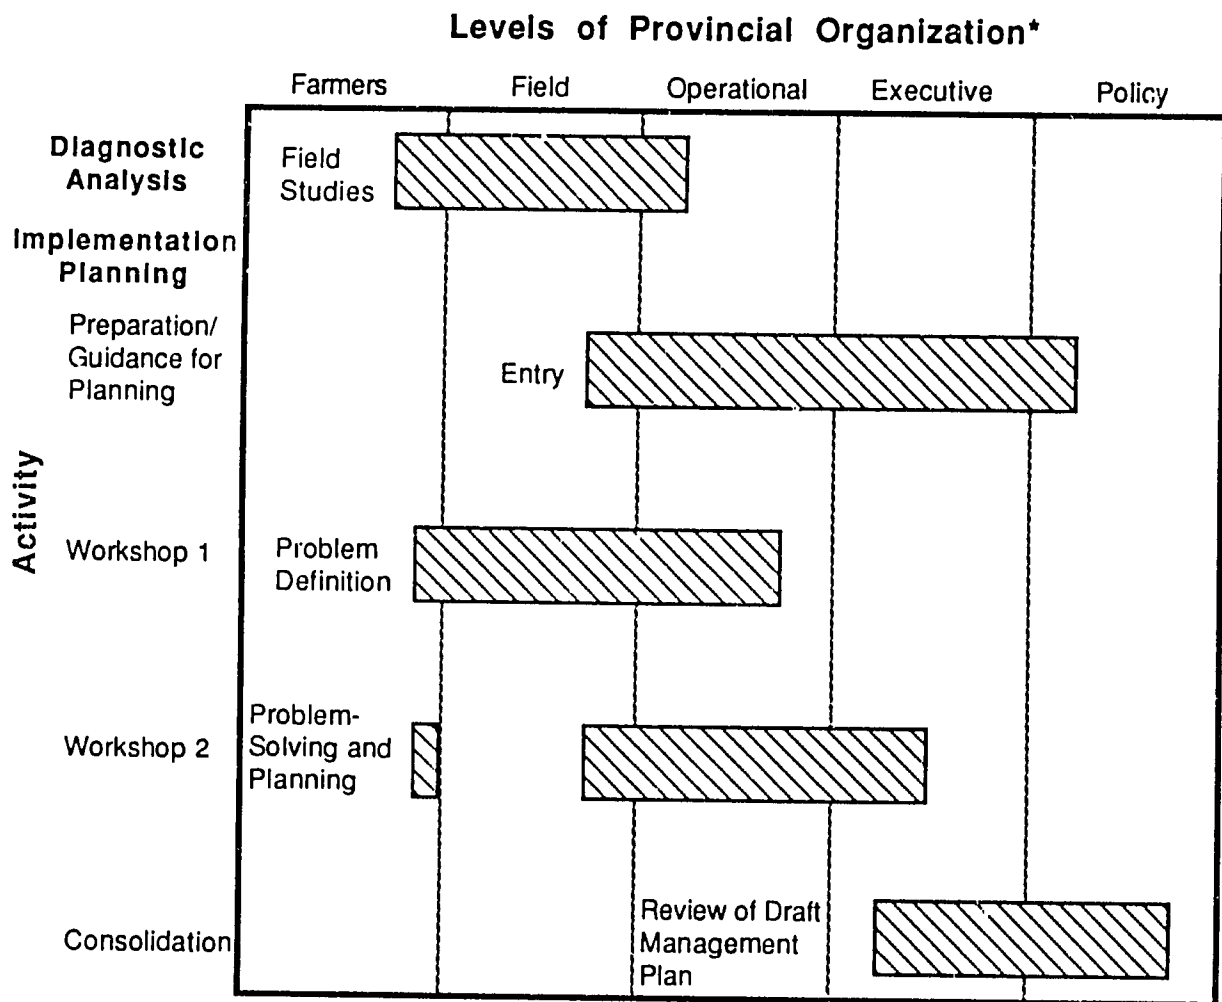 Levels of Provincial Organization*
Farmers Field Operational Executive Policy
Diagnostic
Analysis
Field
Studies
Implementation
Planning
Preparation/
Guidance for
Planning
Entry
Activity
Workshop 1
Problem
Definition
Workshop 2
Problem-
Solving and
Planning
Consolidation
Review of Draft
Management
Plan